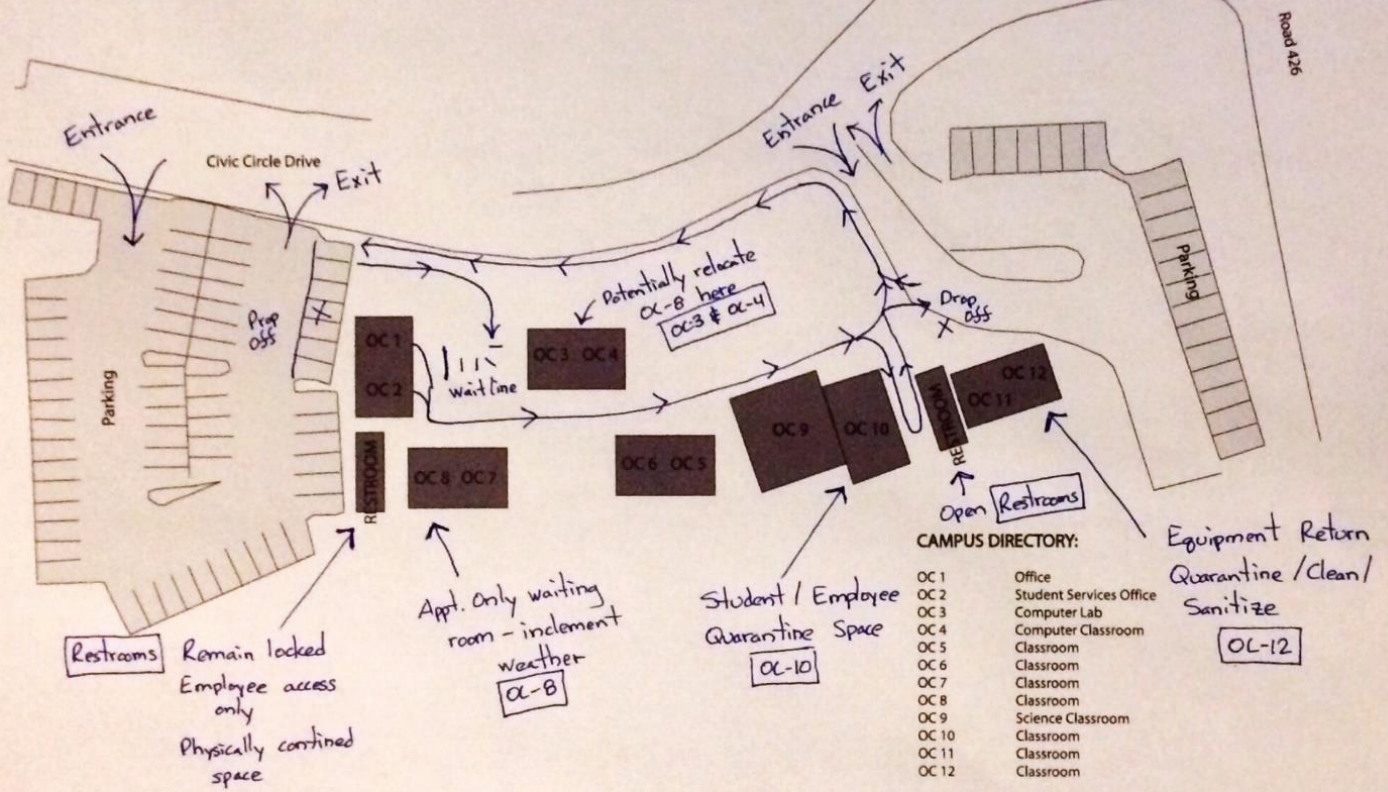 Road 426
Entrance
Exit
Entrance
Civic Circle Drive
Exit
Parking
Potentially relocate
OC-8 here
OC-3 & OC-4
Drop
off
X
Drop
off
X
Parking
OC 1
OC 2
OC 3 OC 4
Wait line
OC 12
OC 11
RESTROOM
OC 9
OC 10
OC 6 OC 5
OC 8 OC 7
RESTROOM
Open Restrooms
Restrooms Remain locked
Employee access
only
Physically confined
space
Appt. Only waiting
room - inclement
weather
OC-8
Student / Employee
Quarantine Space
OC-10
Equipment Return
Quarantine / Clean /
Sanitize
OC-12
CAMPUS DIRECTORY:
OC 1 Office
OC 2 Student Services Office
OC 3 Computer Lab
OC 4 Computer Classroom
OC 5 Classroom
OC 6 Classroom
OC 7 Classroom
OC 8 Classroom
OC 9 Science Classroom
OC 10 Classroom
OC 11 Classroom
OC 12 Classroom